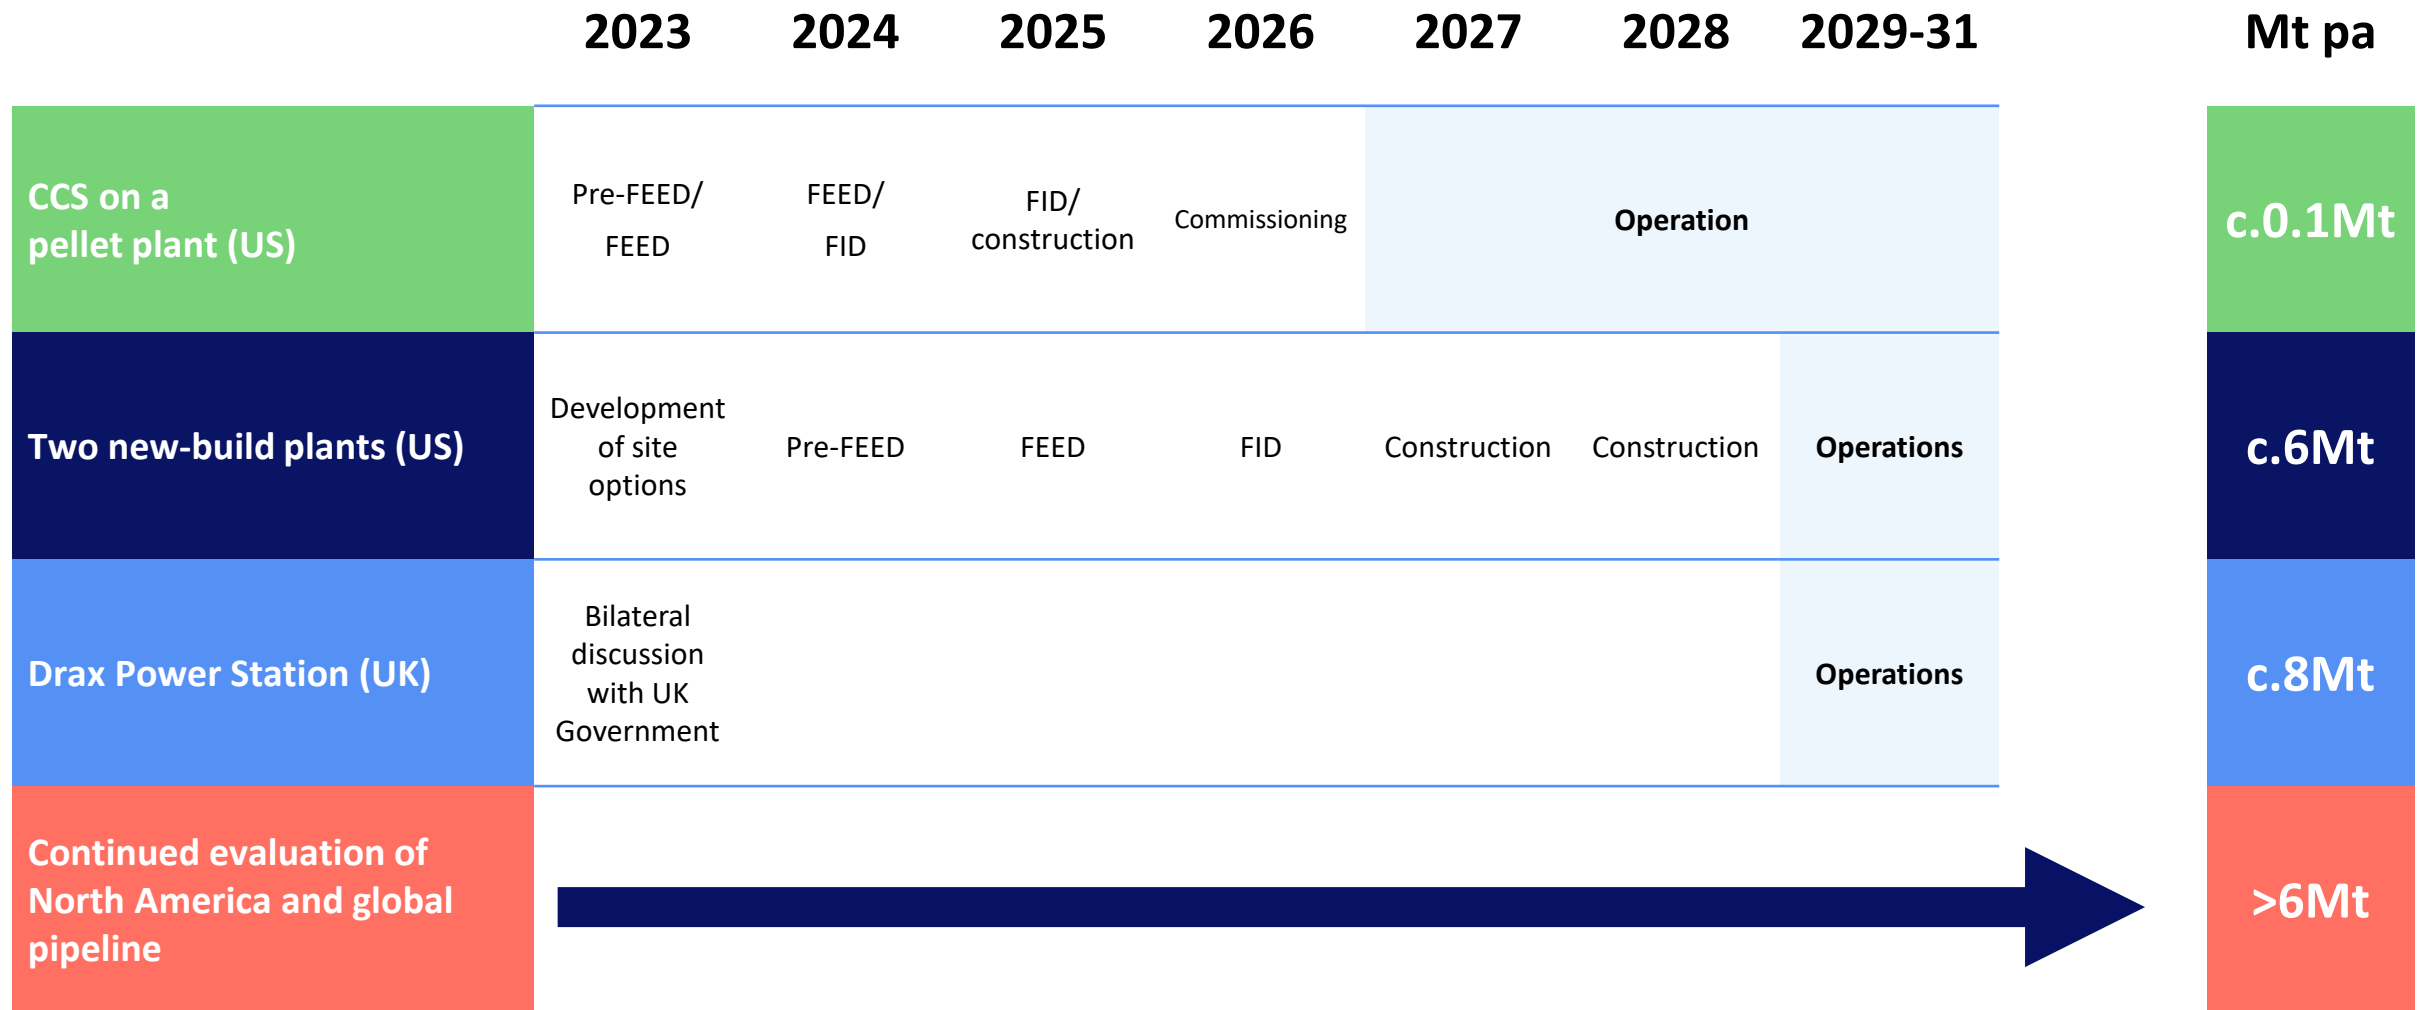 2023 2024 2025 2026 2027 2028 2029-31 Mt pa
CCS on a
pellet plant (US)
Pre-FEED/
FEED
FEED/
FID
FID/
construction
Commissioning
Operation
c.0.1Mt
Two new-build plants (US)
Development
of site
options
Pre-FEED
FEED
FID
Construction
Construction
Operations
c.6Mt
Drax Power Station (UK)
Bilateral
discussion
with UK
Government
Operations
c.8Mt
Continued evaluation of
North America and global
pipeline
>6Mt